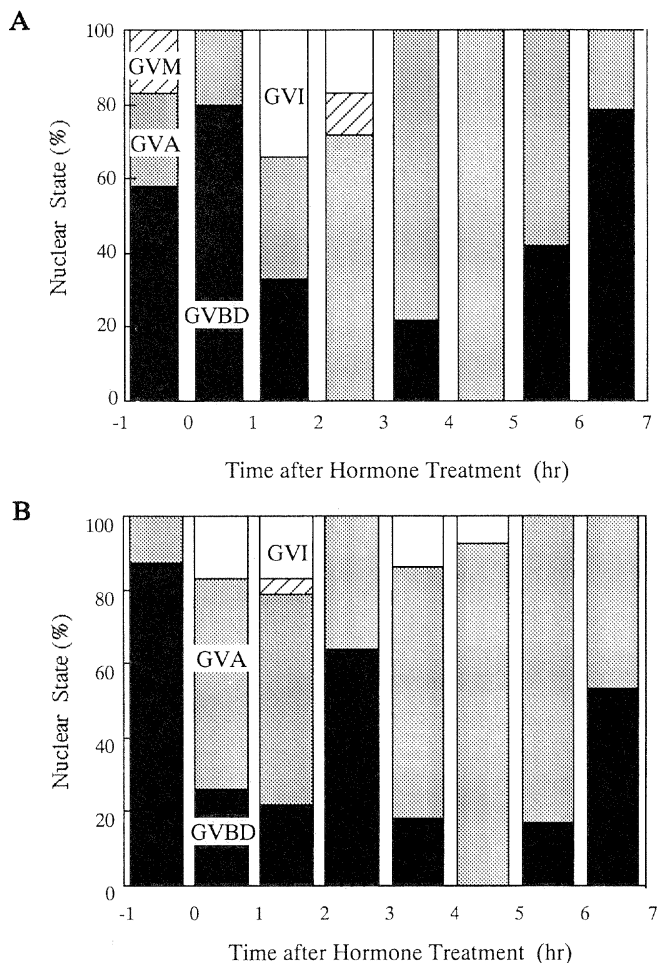 A
Nuclear State (%)
100
80
60
40
20
0
GVM
GVA
GVBD
GVI
-1 0 1 2 3 4 5 6 7
Time after Hormone Treatment (hr)
B
Nuclear State (%)
100
80
60
40
20
0
GVI
GVA
GVBD
-1 0 1 2 3 4 5 6 7
Time after Hormone Treatment (hr)